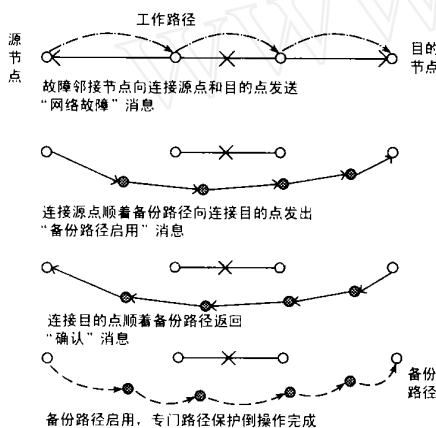 工作路径
源节点
目的节点
故障邻接节点向连接源点和目的点发送
“网络故障”消息
连接源点顺着备份路径向连接目的点发出
“备份路径启用”消息
连接目的点顺着备份路径返回
“确认”消息
备份路径
备份路径启用，专门路径保护倒操作完成